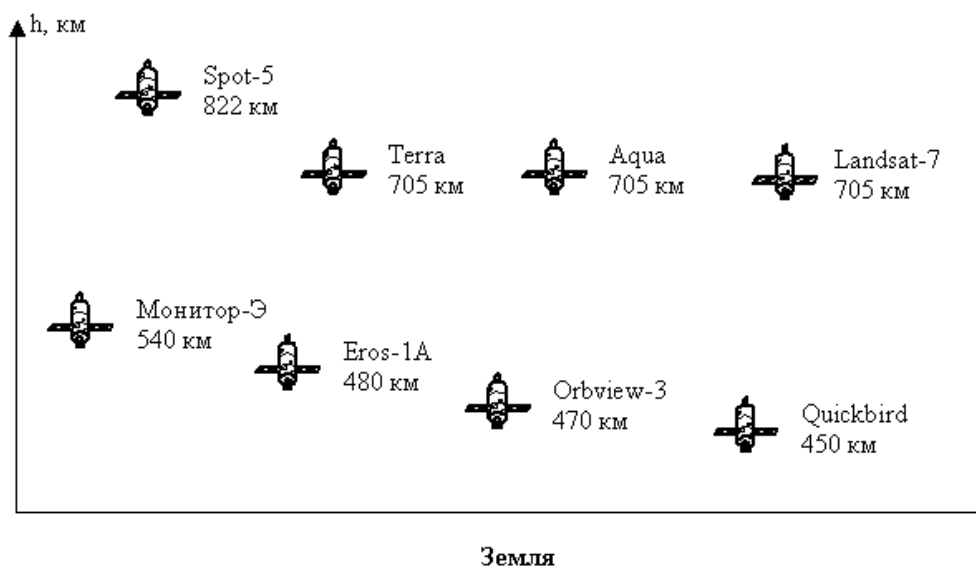 h, км
Spot-5
822 км
Terra
705 км
Aqua
705 км
Landsat-7
705 км
Монитор-Э
540 км
Eros-1A
480 км
Orbview-3
470 км
Quickbird
450 км
Земля